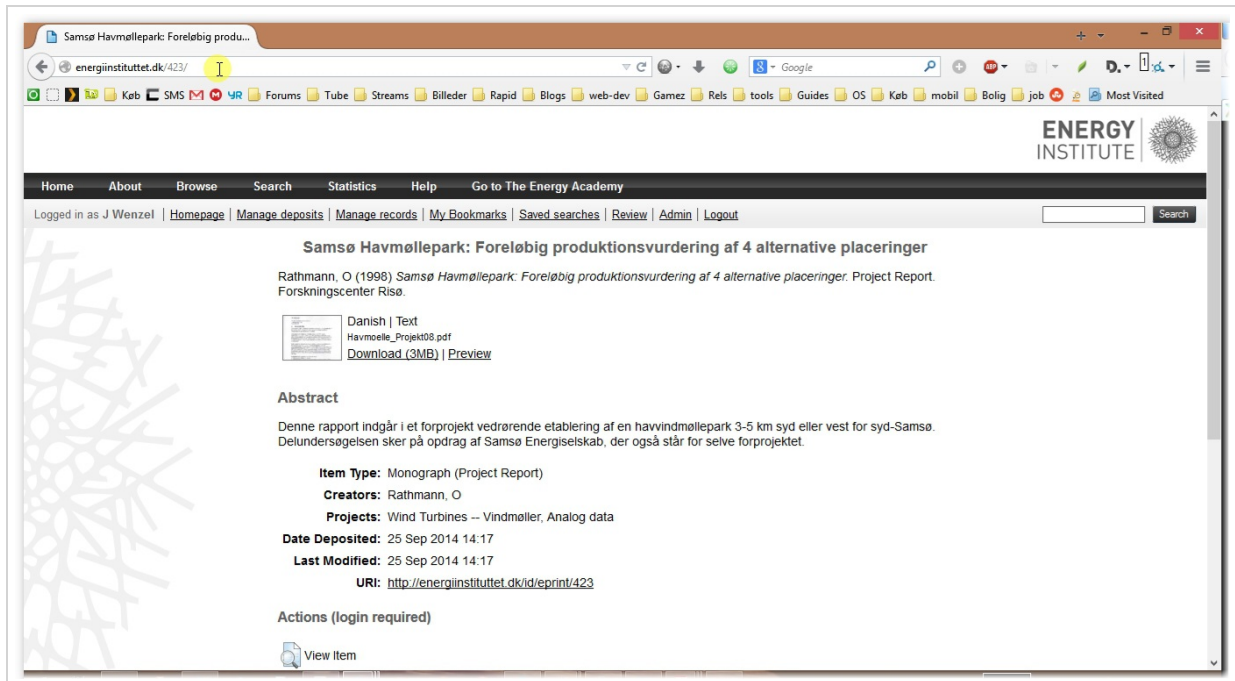 Samsø Havmøllepark: Foreløbig produ...
energiinstituttet.dk/423/
Google
Køb SMS YR Forums Tube Streams Billeder Rapid Blogs web-dev Gamez Rels tools Guides OS Køb mobil Bolig job Most Visited
ENERGY
INSTITUTE
Home About Browse Search Statistics Help Go to The Energy Academy
Logged in as J Wenzel | Homepage | Manage deposits | Manage records | My Bookmarks | Saved searches | Review | Admin | Logout Search
Samsø Havmøllepark: Foreløbig produktionsvurdering af 4 alternative placeringer
Rathmann, O (1998) Samsø Havmøllepark: Foreløbig produktionsvurdering af 4 alternative placeringer. Project Report.
Forskningscenter Risø.
Danish | Text
Havmoelle_Projekt08.pdf
Download (3MB) | Preview
Abstract
Denne rapport indgår i et forprojekt vedrørende etablering af en havvindmøllepark 3-5 km syd eller vest for syd-Samsø.
Delundersøgelsen sker på opdrag af Samsø Energiselskab, der også står for selve forprojektet.
Item Type: Monograph (Project Report)
Creators: Rathmann, O
Projects: Wind Turbines -- Vindmøller, Analog data
Date Deposited: 25 Sep 2014 14:17
Last Modified: 25 Sep 2014 14:17
URI: http://energiinstituttet.dk/id/eprint/423
Actions (login required)
View Item